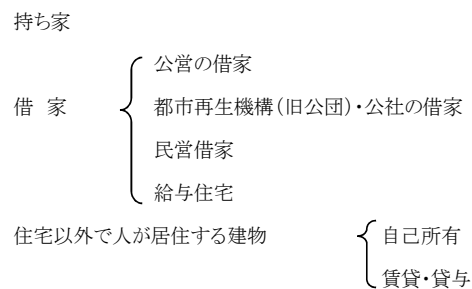 持ち家
公営の借家
借 家
都市再生機構(旧公団)・公社の借家
民営借家
給与住宅
住宅以外で人が居住する建物
自己所有
賃貸・貸与